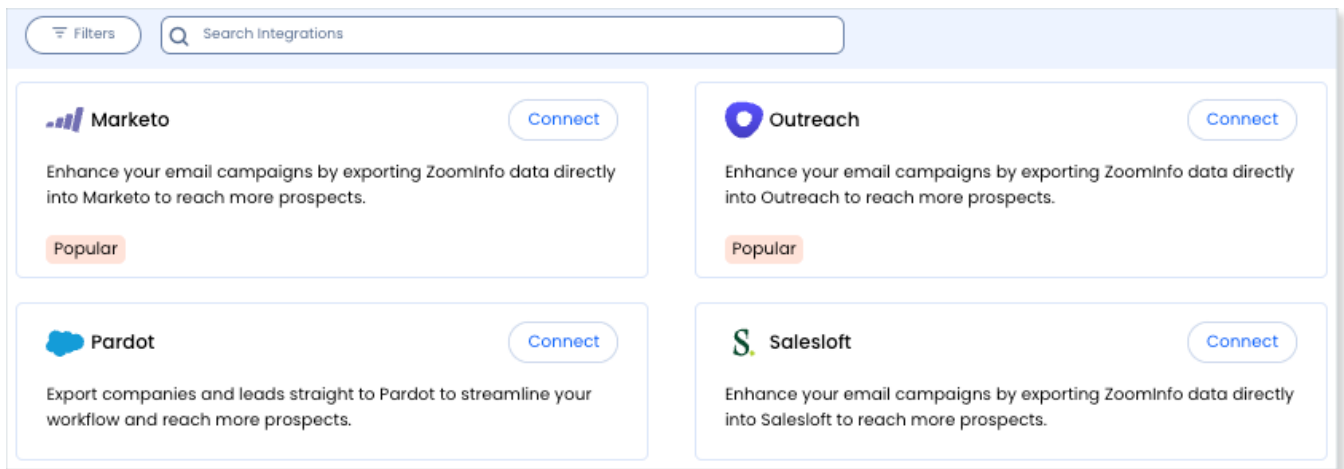 Filters
Search Integrations
Marketo
Connect
Enhance your email campaigns by exporting ZoomInfo data directly
into Marketo to reach more prospects.
Popular
Outreach
Connect
Enhance your email campaigns by exporting ZoomInfo data directly
into Outreach to reach more prospects.
Popular
Pardot
Connect
Export companies and leads straight to Pardot to streamline your
workflow and reach more prospects.
S. Salesloft
Connect
Enhance your email campaigns by exporting ZoomInfo data directly
into Salesloft to reach more prospects.